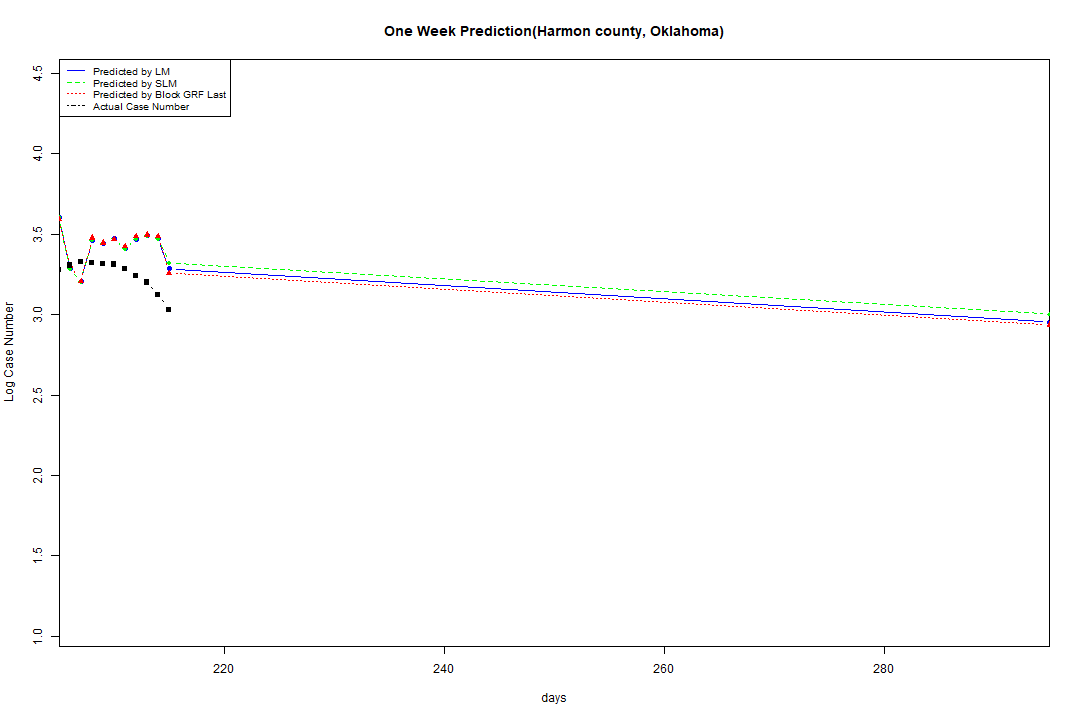 One Week Prediction(Harmon county, Oklahoma)
Predicted by LM
Predicted by SLM
Predicted by Block GRF Last
Actual Case Number
4.5
4.0
3.5
3.0
2.5
2.0
1.5
1.0
Log Case Number
220
240
260
280
days